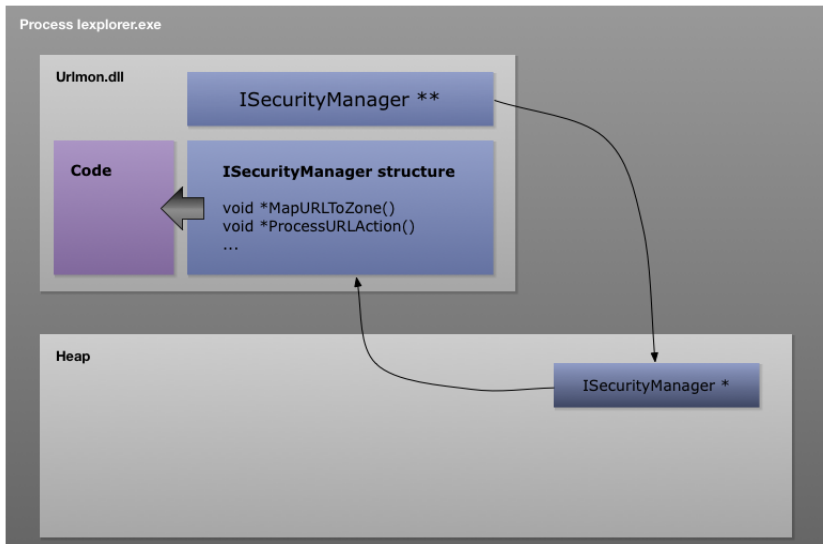 Process Iexplorer.exe
Urlmon.dll
ISecurityManager **
Code
ISecurityManager structure
void *MapURLToZone()
void *ProcessURLAction()
...
Heap
ISecurityManager *